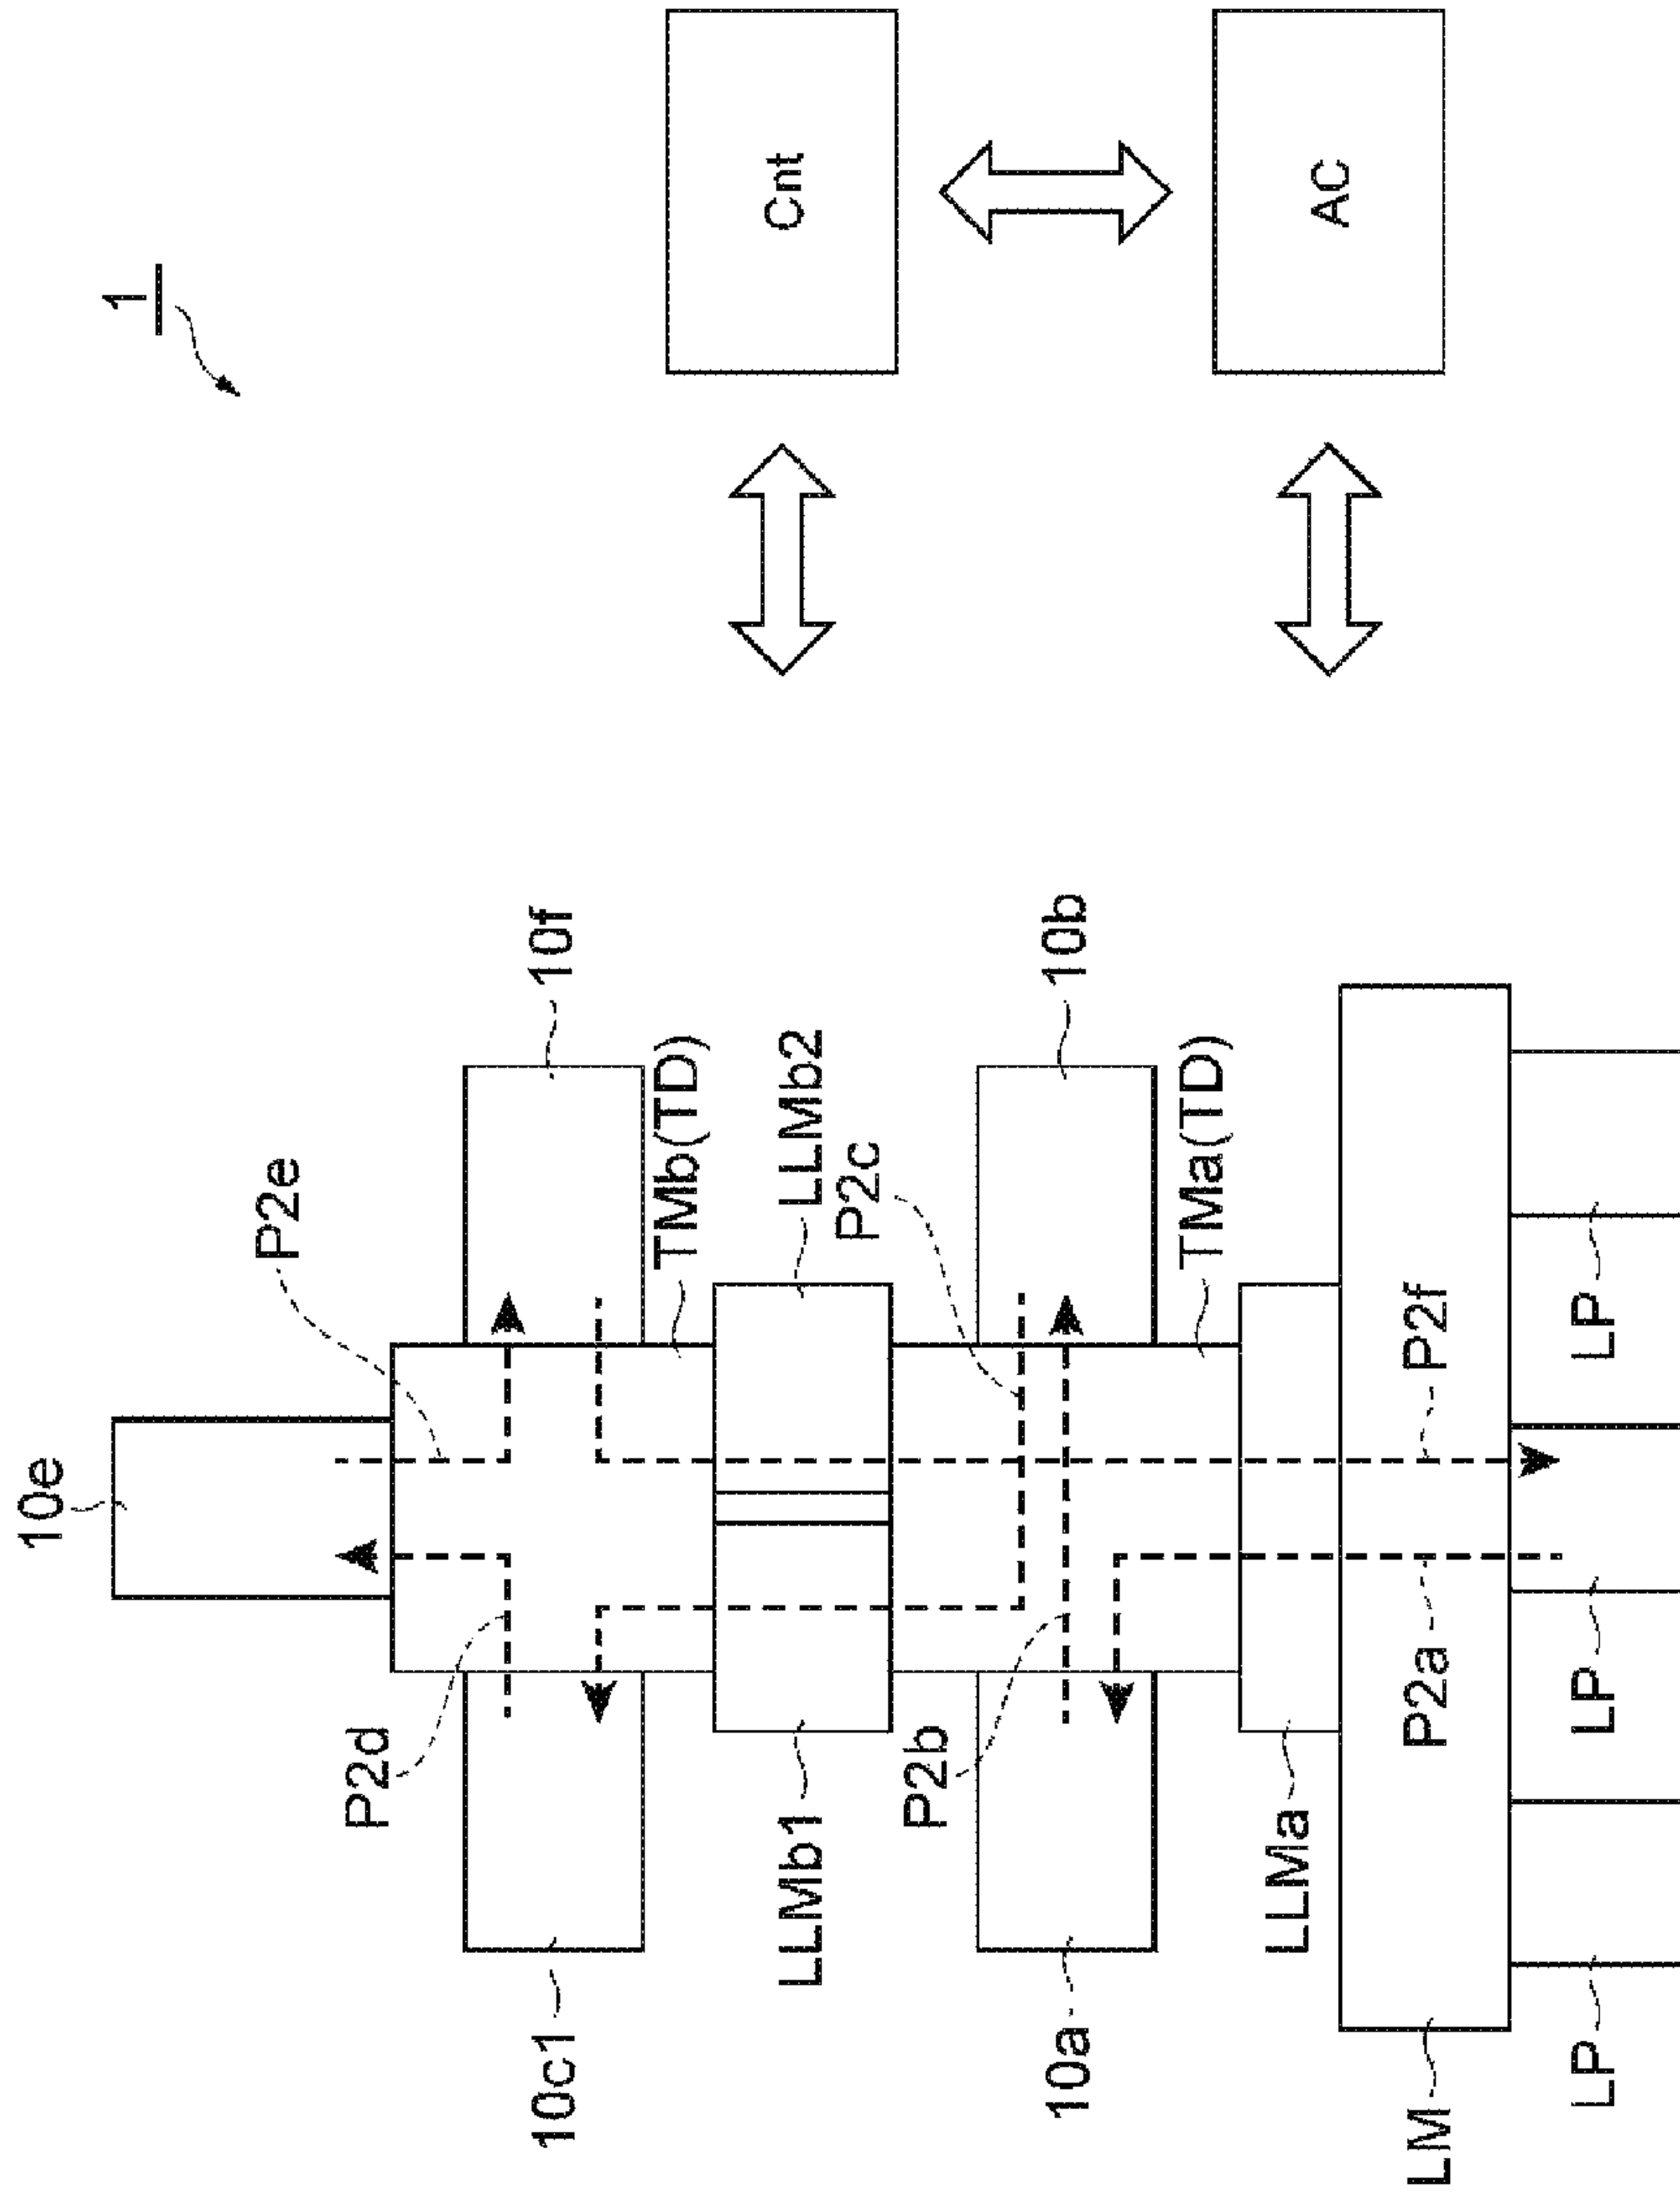 1
Cnt
AC
10e
P2e
10f
TMb(TD)
LLMb2
P2c
10b
TMa(TD)
P2d
10c1
LLMb1
P2b
10a
LLMa
P2f
P2a
LM
LP
LP
LP